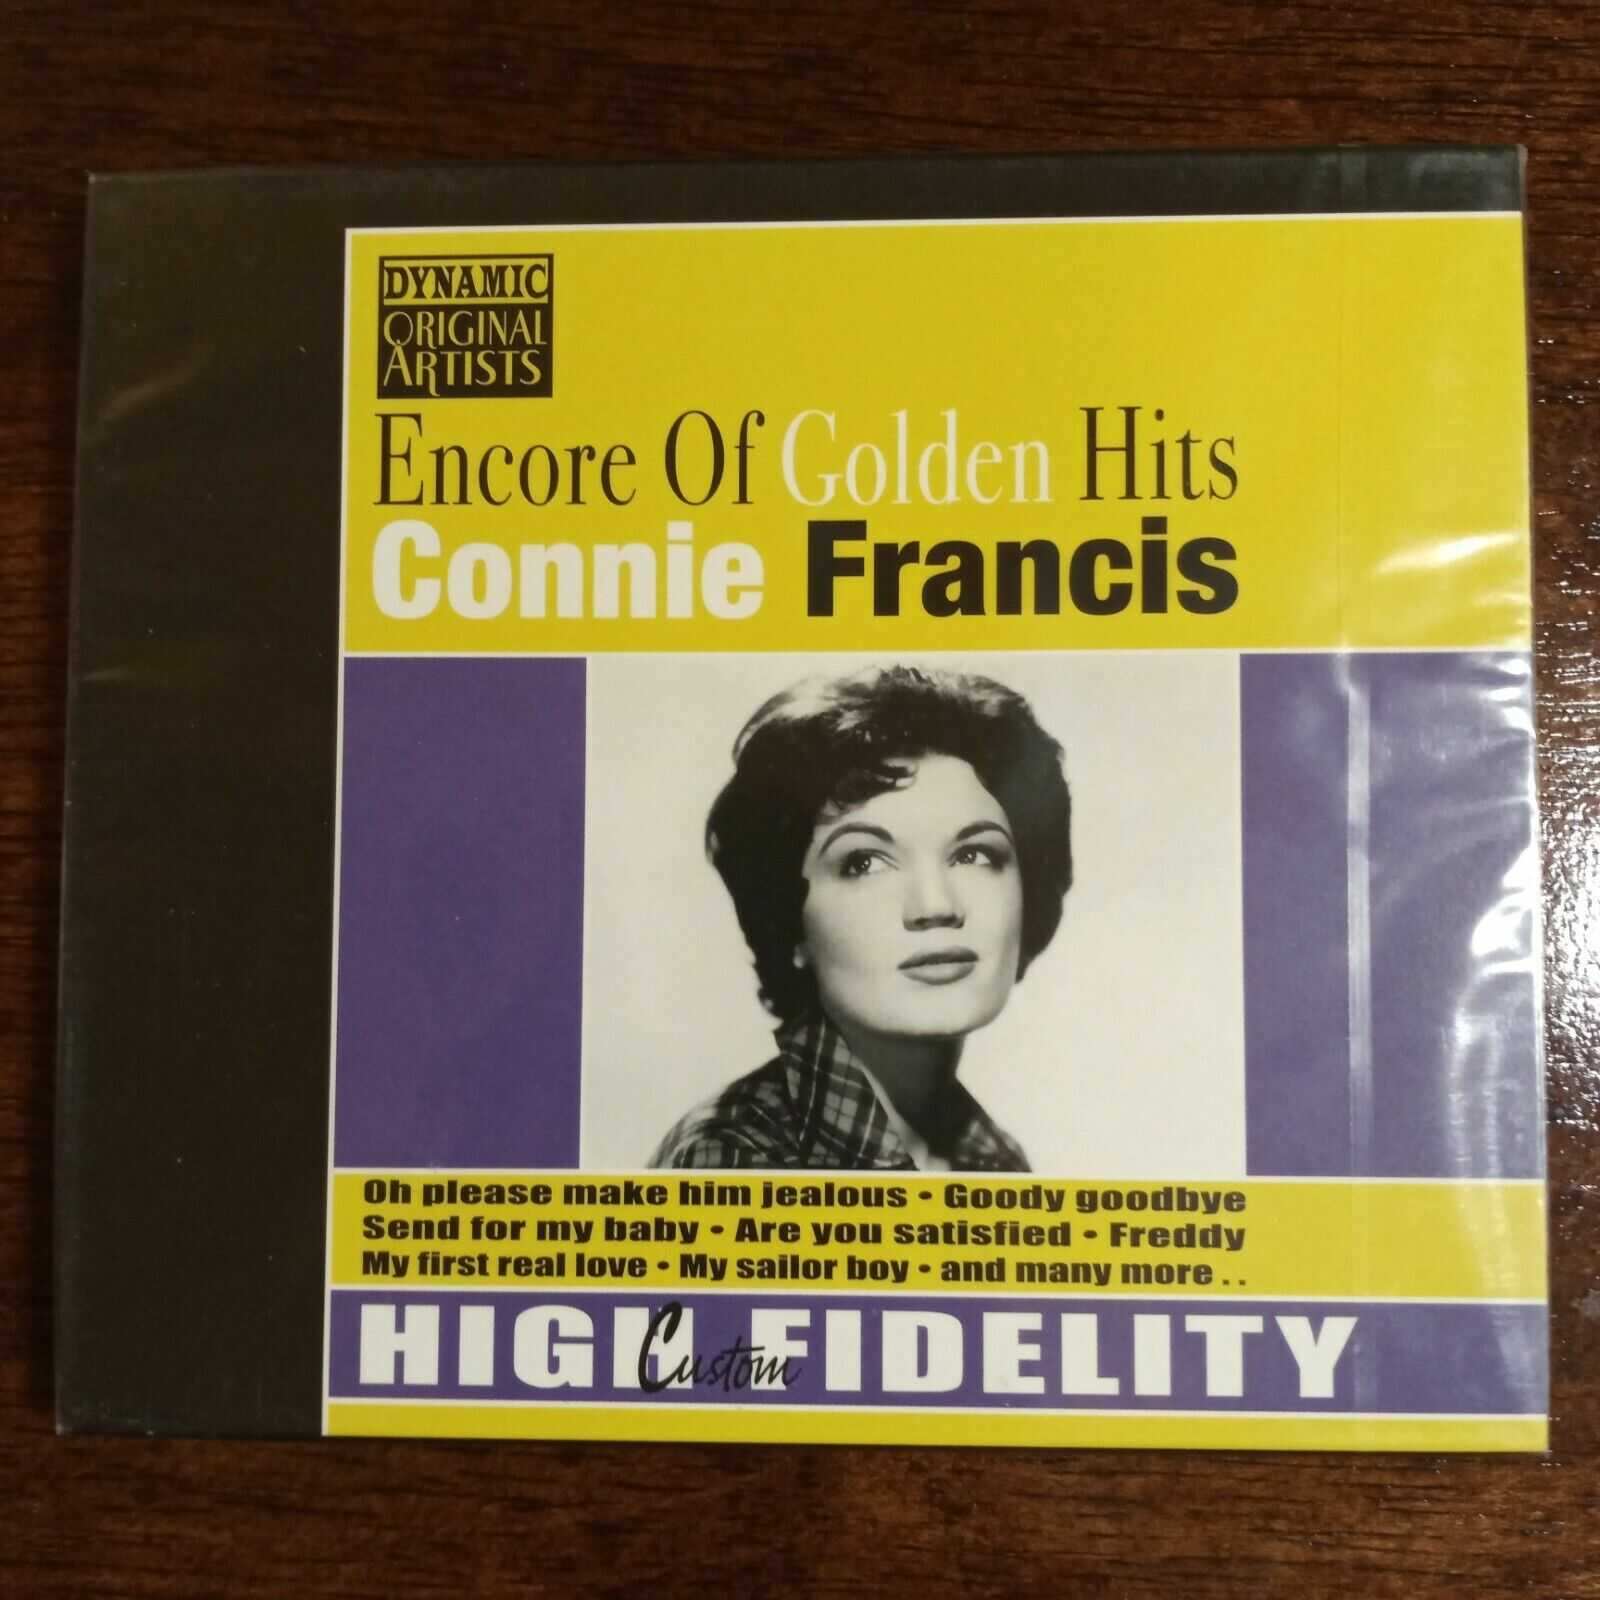 DYNAMIC
ORIGINAL
ARTISTS
Encore Of Golden Hits
Connie Francis
Oh please make him jealous • Goody goodbye
Send for my baby • Are you satisfied • Freddy
My first real love • My sailor boy • and many more . .
HIGH FIDELITY
Custom